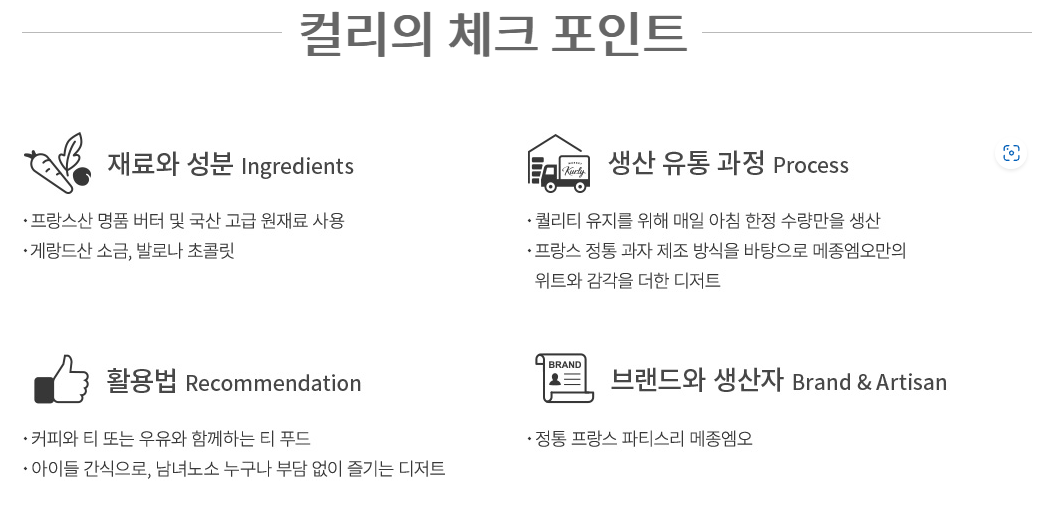 컬리의 체크 포인트
재료와 성분 Ingredients
· 프랑스산 명품 버터 및 국산 고급 원재료 사용
· 게랑드산 소금, 발로나 초콜릿
Kurly
생산 유통 과정 Process
· 퀄리티 유지를 위해 매일 아침 한정 수량만을 생산
· 프랑스 정통 과자 제조 방식을 바탕으로 메종엠오만의
위트와 감각을 더한 디저트
활용법 Recommendation
· 커피와 티 또는 우유와 함께하는 티 푸드
· 아이들 간식으로, 남녀노소 누구나 부담 없이 즐기는 디저트
BRAND
브랜드와 생산자 Brand & Artisan
· 정통 프랑스 파티스리 메종엠오